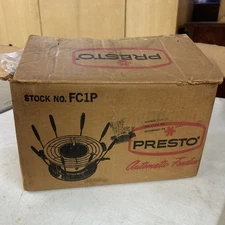 PRESTO
STOCK NO. FC1P
PRESTO
Automatic Fondue